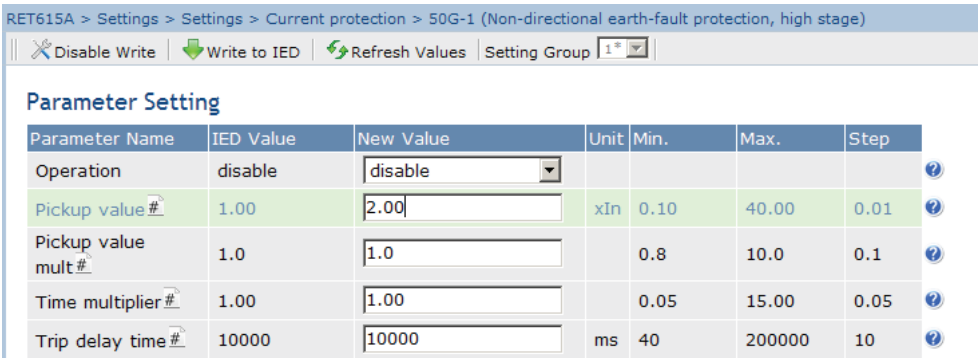 RET615A > Settings > Settings > Current protection > 50G-1 (Non-directional earth-fault protection, high stage)
Disable Write Write to IED Refresh Values Setting Group 1*
Parameter Setting
Parameter Name IED Value New Value Unit Min. Max. Step
Operation disable disable
Pickup value # 1.00 2.00 xIn 0.10 40.00 0.01
Pickup value
mult # 1.0 1.0 0.8 10.0 0.1
Time multiplier # 1.00 1.00 0.05 15.00 0.05
Trip delay time # 10000 10000 ms 40 200000 10